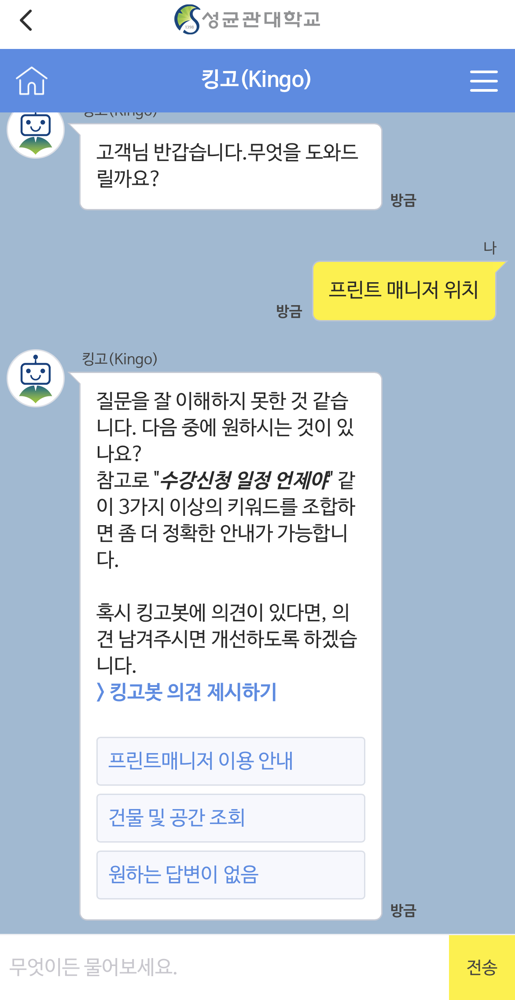 1398
성균관대학교
킹고(Kingo)
킹고(Kingo)
고객님 반갑습니다.무엇을 도와드
릴까요?
방금
나
프린트 매니저 위치
방금
킹고(Kingo)
질문을 잘 이해하지 못한 것 같습
니다. 다음 중에 원하시는 것이 있
나요?
참고로 "수강신청 일정 언제야" 같
이 3가지 이상의 키워드를 조합하
면 좀 더 정확한 안내가 가능합니
다.
혹시 킹고봇에 의견이 있다면, 의
견 남겨주시면 개선하도록 하겠습
니다.
〉킹고봇 의견 제시하기
프린트매니저 이용 안내
건물 및 공간 조회
원하는 답변이 없음
방금
무엇이든 물어보세요.
전송